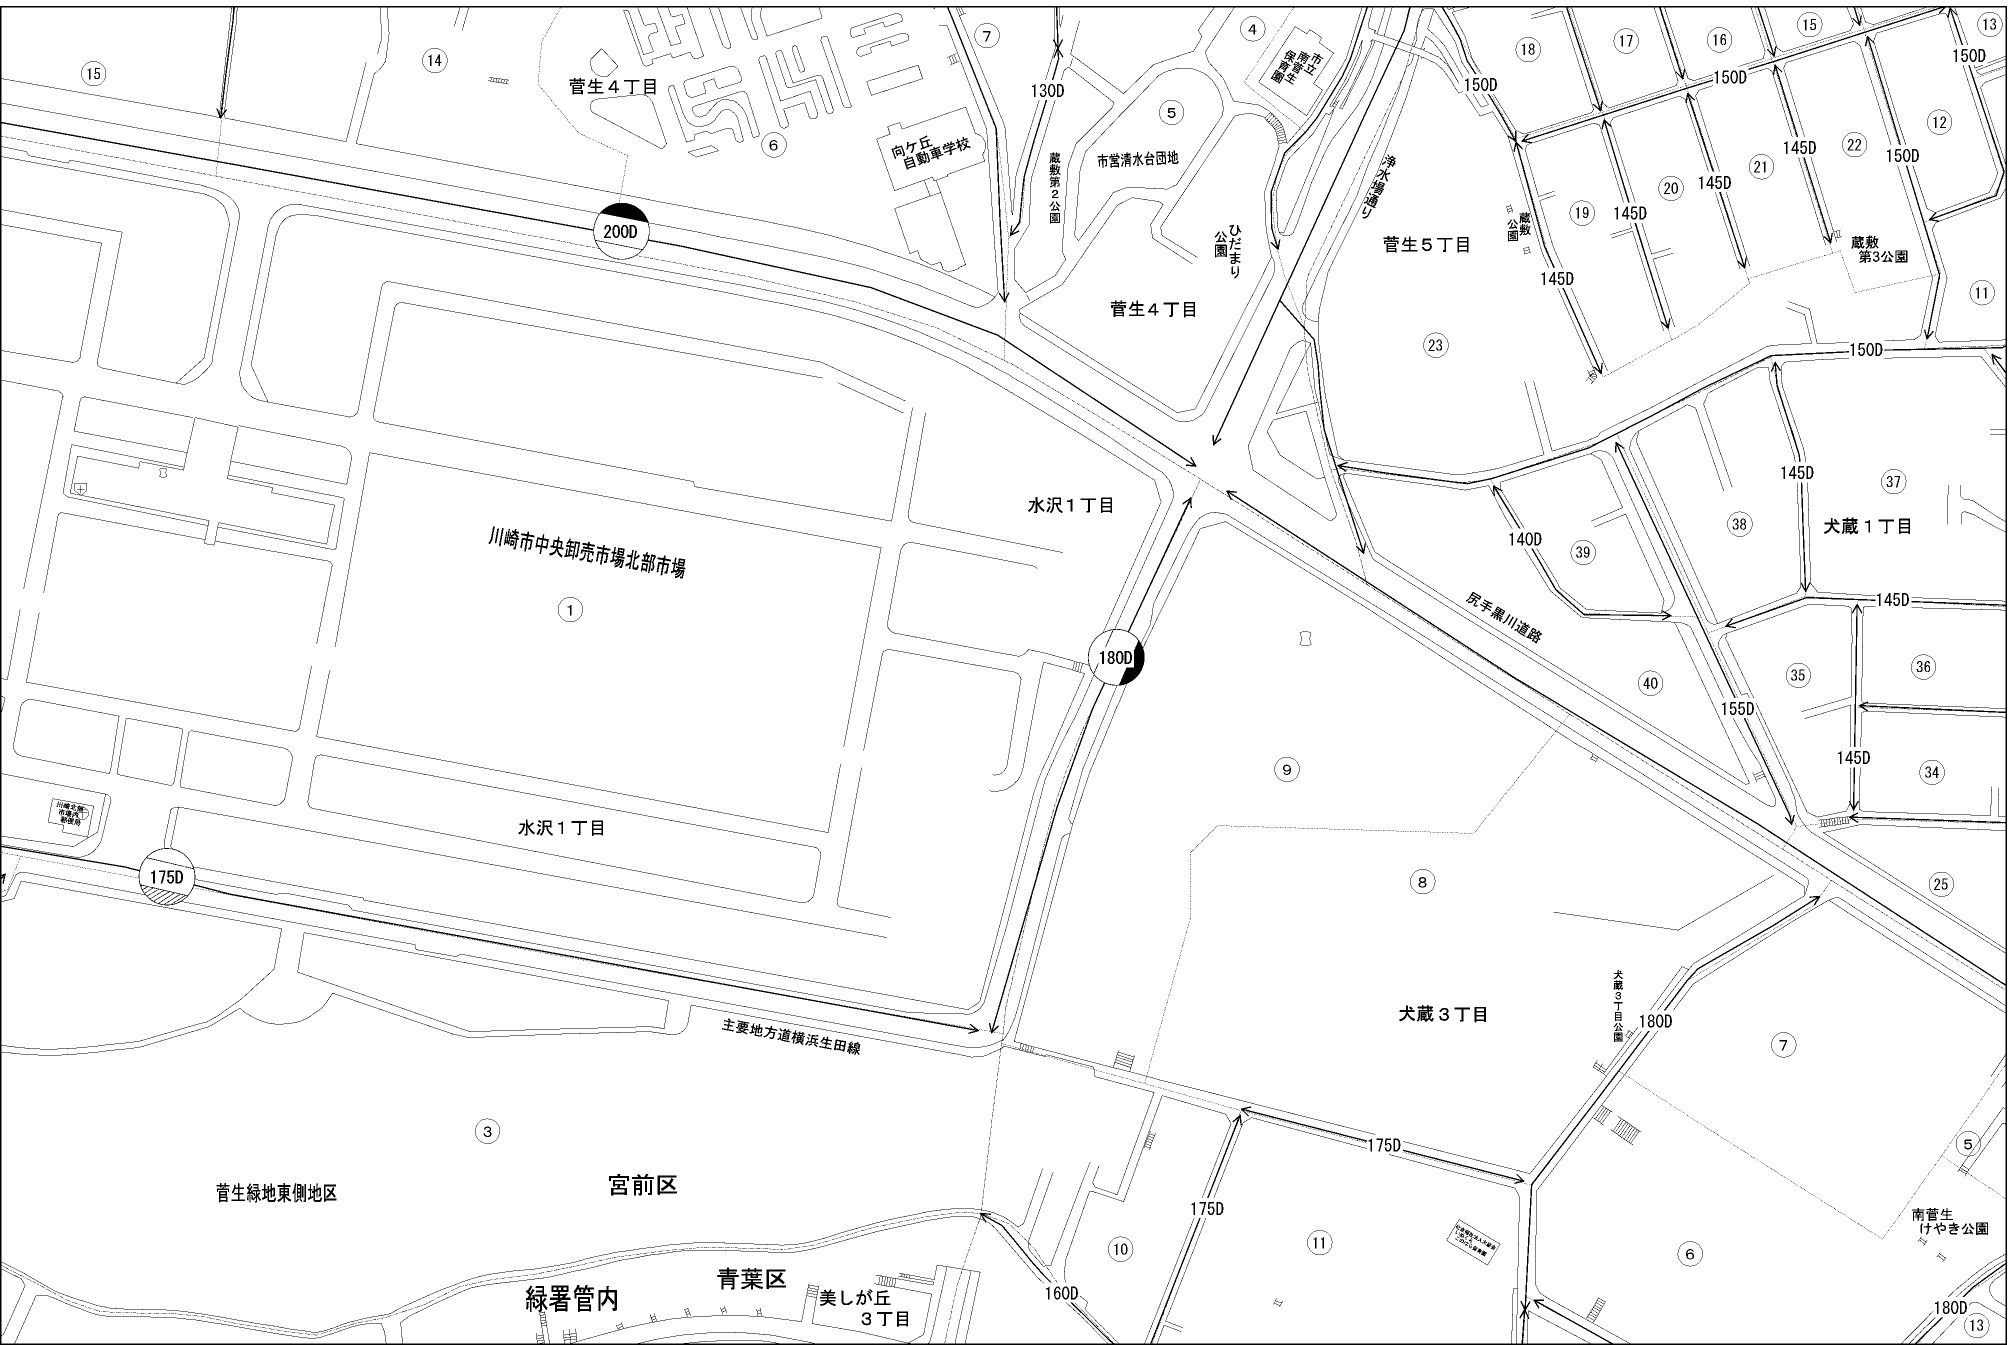 15
14
菅生４丁目
6
向ケ丘
自動車学校
7
130D
蔵敷第２公園
4
市立
南菅生
保育園
5
市営清水台団地
ひだまり
公園
菅生４丁目
浄水場通り
菅生５丁目
23
150D
18
17
16
15
13
150D
150D
蔵敷
公園
19
145D
145D
20
145D
21
145D
22
150D
12
蔵敷
第3公園
11
150D
200D
水沢１丁目
川崎市中央卸売市場北部市場
1
180D
140D
39
38
145D
37
犬蔵１丁目
145D
尻手黒川道路
40
155D
35
36
145D
34
25
9
8
水沢１丁目
川崎北部
市場内
郵便局
175D
主要地方道横浜生田線
犬蔵３丁目
犬蔵３丁目公園
180D
7
5
3
菅生緑地東側地区
宮前区
175D
175D
10
11
6
南菅生
けやき公園
緑署管内
青葉区
美しが丘
３丁目
160D
180D
13